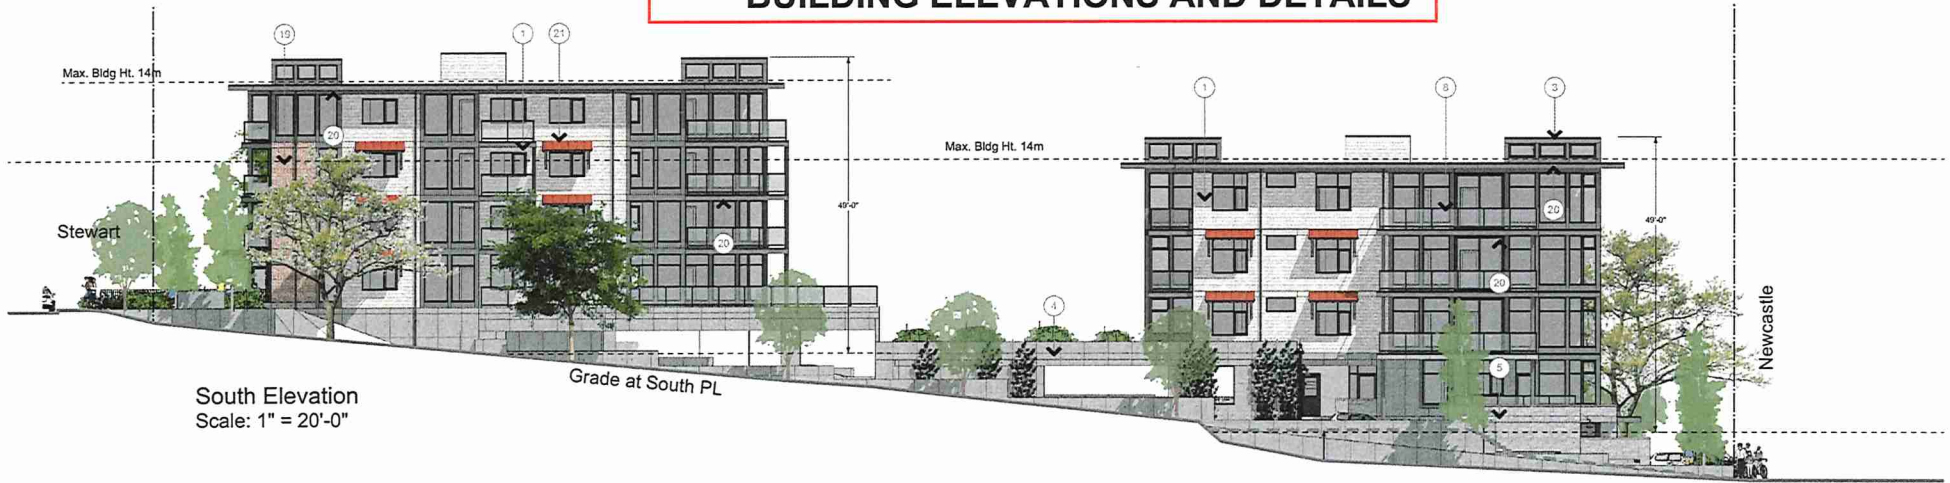 BUILDING ELEVATIONS AND DETAILS
19
1
21
Max. Bldg Ht. 14m
20
49'-0"
20
Stewart
Max. Bldg Ht. 14m
1
8
3
20
49'-0"
20
4
5
Newcastle
Grade at South PL
South Elevation
Scale: 1" = 20'-0"